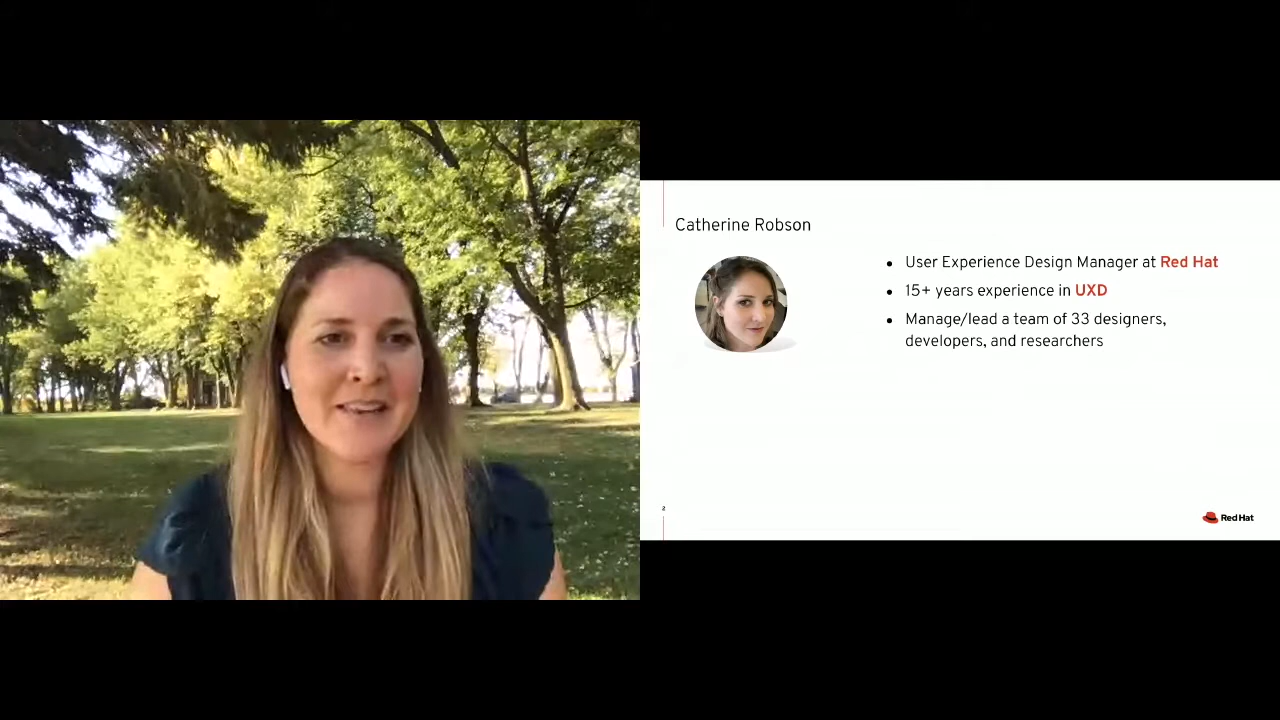 Catherine Robson
• User Experience Design Manager at Red Hat
• 15+ years experience in UXD
• Manage/lead a team of 33 designers,
developers, and researchers
2
Red Hat